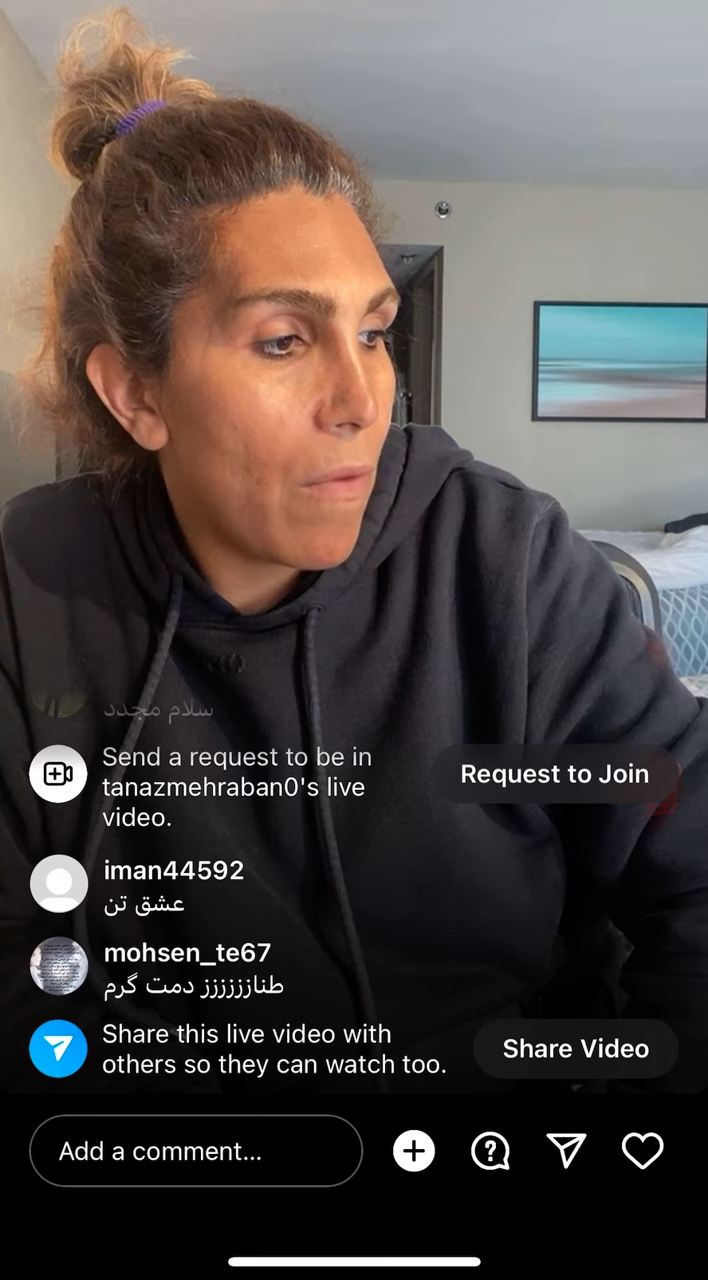 سلام مجدد
Send a request to be in
tanazmehraban0's live
video.
Request to Join
iman44592
عشق تن
mohsen_te67
طنازززززز دمت گرم
Share this live video with
others so they can watch too.
Share Video
Add a comment...